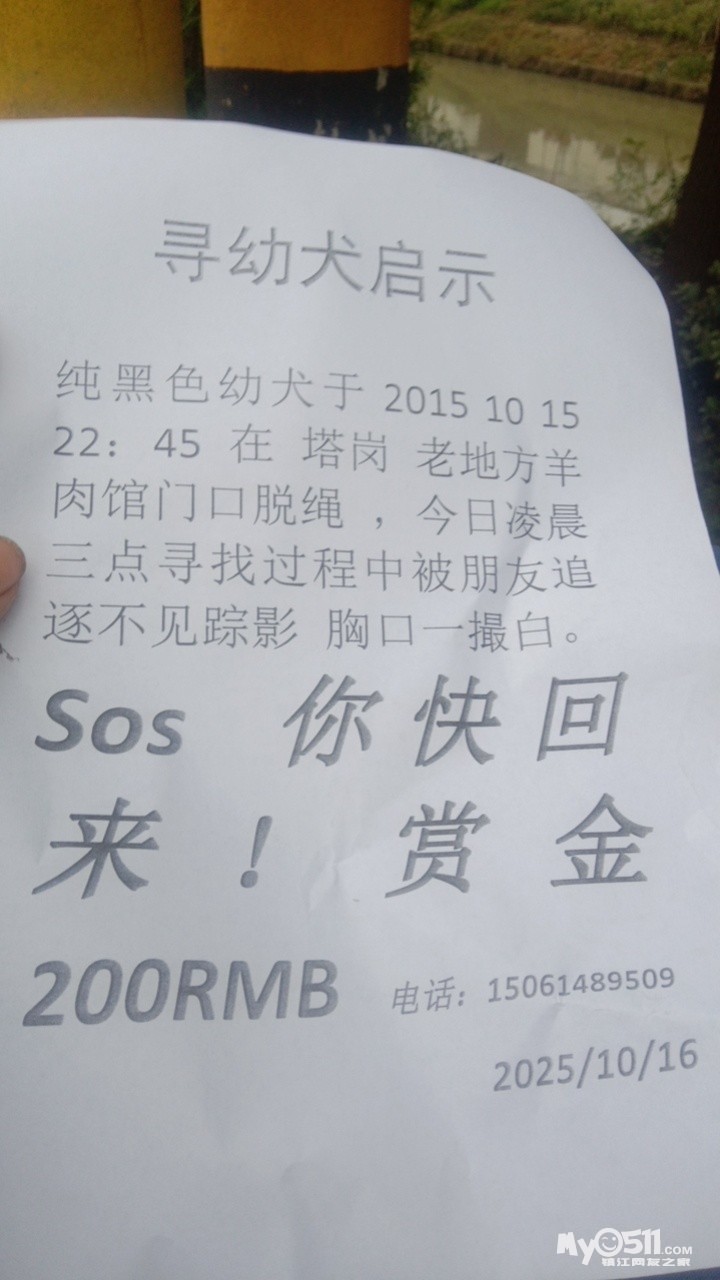 寻幼犬启示
纯黑色幼犬于 2015 10 15
22：45 在 塔岗 老地方羊
肉馆门口脱绳 ，今日凌晨
三点寻找过程中被朋友追
逐不见踪影 胸口一撮白。
Sos 你快回
来！赏金
200RMB 电话：15061489509
2025/10/16
My0511.COM
镇江网友之家